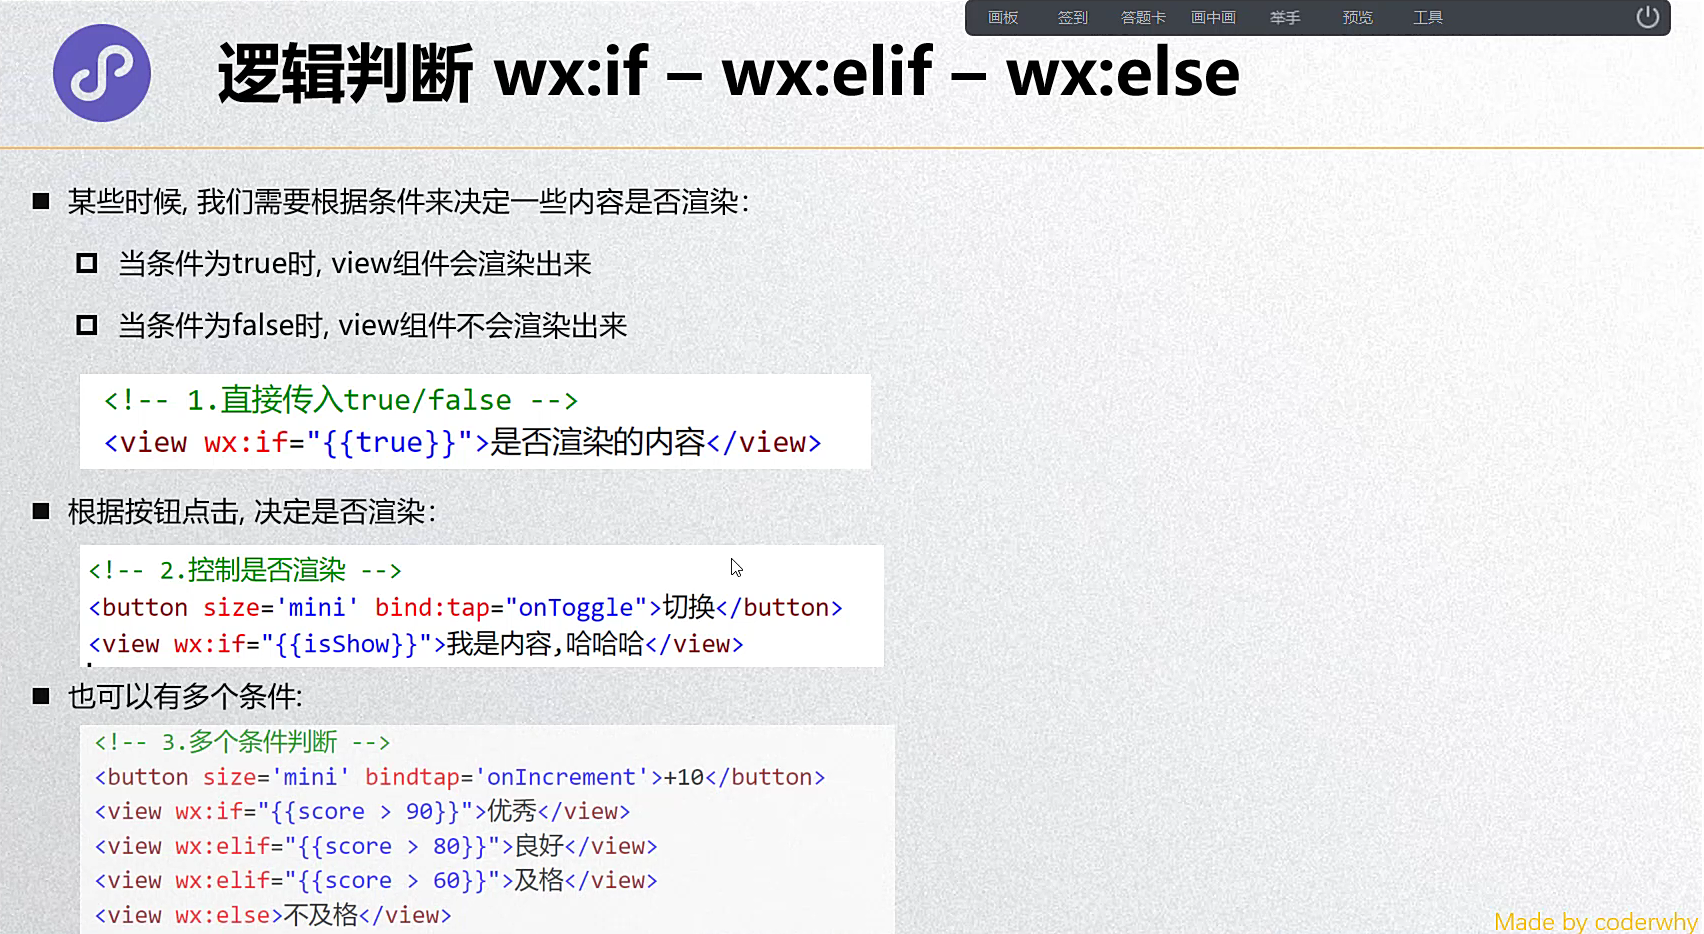 画板 签到 答题卡 画中画 举手 预览 工具
逻辑判断 wx:if – wx:elif – wx:else
某些时候, 我们需要根据条件来决定一些内容是否渲染：
当条件为true时, view组件会渲染出来
当条件为false时, view组件不会渲染出来
<!-- 1.直接传入true/false -->
<view wx:if="{{true}}">是否渲染的内容</view>
根据按钮点击, 决定是否渲染：
<!-- 2.控制是否渲染 -->
<button size='mini' bind:tap="onToggle">切换</button>
<view wx:if="{{isShow}}">我是内容,哈哈哈</view>
也可以有多个条件:
<!-- 3.多个条件判断 -->
<button size='mini' bindtap='onIncrement'>+10</button>
<view wx:if="{{score > 90}}">优秀</view>
<view wx:elif="{{score > 80}}">良好</view>
<view wx:elif="{{score > 60}}">及格</view>
<view wx:else>不及格</view>
Made by coderwhy